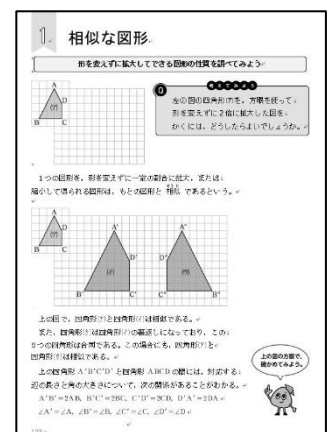 1. 相似な図形
形を変えずに拡大してできる図形の性質を調べてみよう
Q
考えてみよう
左の図の四角形(ア)を，方眼を使って，
形を変えずに2倍に拡大した図を
かくには，どうしたらよいでしょうか。
A
D
(ア)
B
C
1つの図形を，形を変えずに一定の割合に拡大，または
縮小して得られる図形は，もとの図形と 相似 であるという。
A
D
(ア)
B
C
A'
D'
(イ)
B'
C'
A''
D''
(ウ)
C''
B''
上の図で，四角形(ア)と四角形(イ)は相似である。
また，四角形(ウ)は四角形(イ)の裏返しになっており，この
2つの四角形は合同である。この場合にも，四角形(ア)と
四角形(ウ)は相似である。
上の四角形 A'B'C'D' と四角形 ABCD の間には，対応する
辺の長さと角の大きさについて，次の関係があることがわかる。
A'B'=2AB, B'C'=2BC, C'D'=2CD, D'A'=2DA
∠A'=∠A, ∠B'=∠B, ∠C'=∠C, ∠D'=∠D
上の図の方眼で，
確かめてみよう。